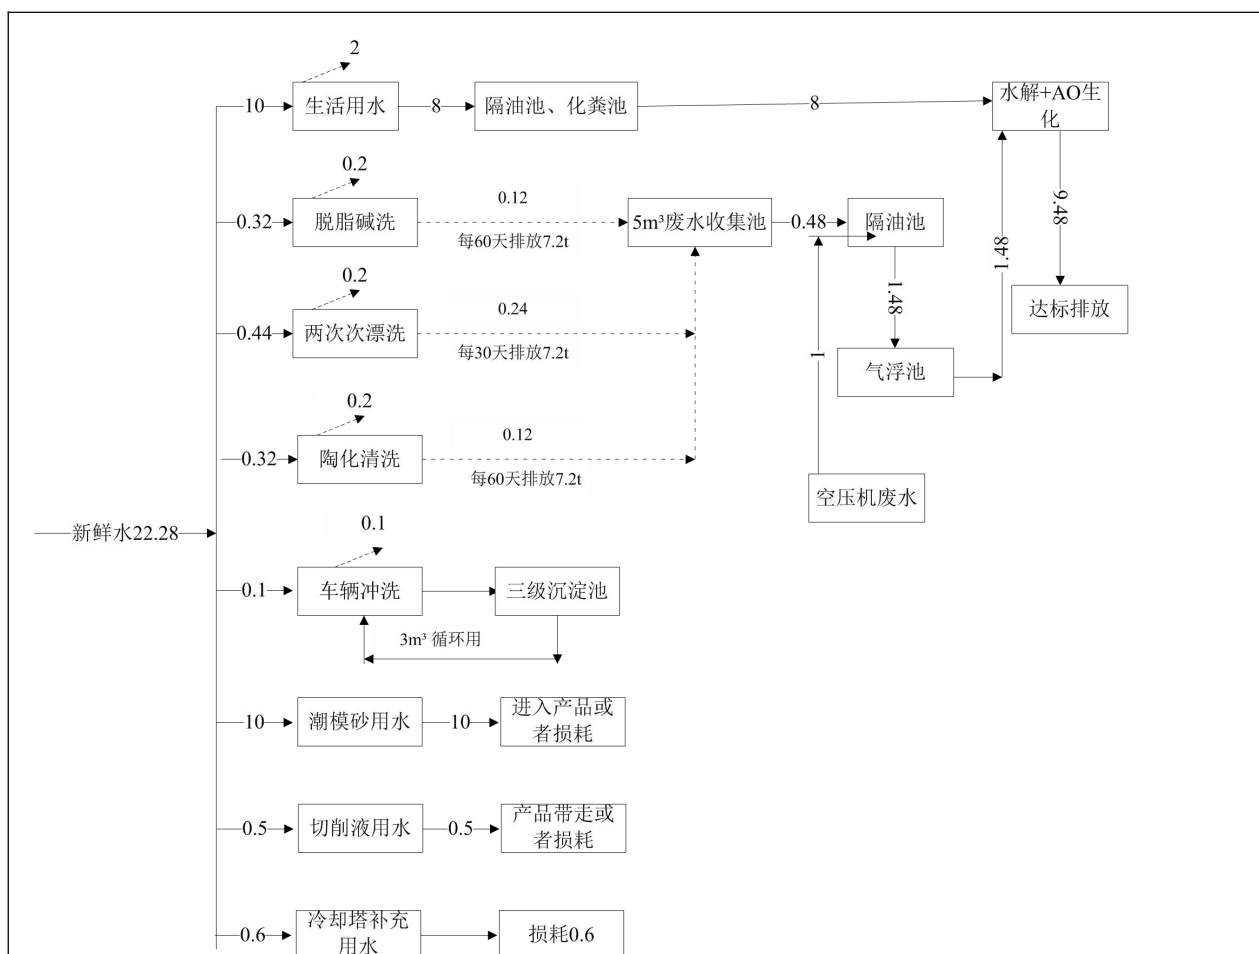 2
10
生活用水
8
隔油池、化粪池
8
水解+AO生
化
0.2
0.32
脱脂碱洗
0.12
每60天排放7.2t
5m³废水收集池
0.48
隔油池
9.48
1.48
达标排放
0.2
0.44
两次次漂洗
0.24
每30天排放7.2t
1.48
1
气浮池
0.2
0.32
陶化清洗
0.12
每60天排放7.2t
空压机废水
新鲜水22.28
0.1
0.1
车辆冲洗
三级沉淀池
3m³ 循环用
10
潮模砂用水
10
进入产品或
者损耗
0.5
切削液用水
0.5
产品带走或
者损耗
0.6
冷却塔补充
用水
损耗0.6